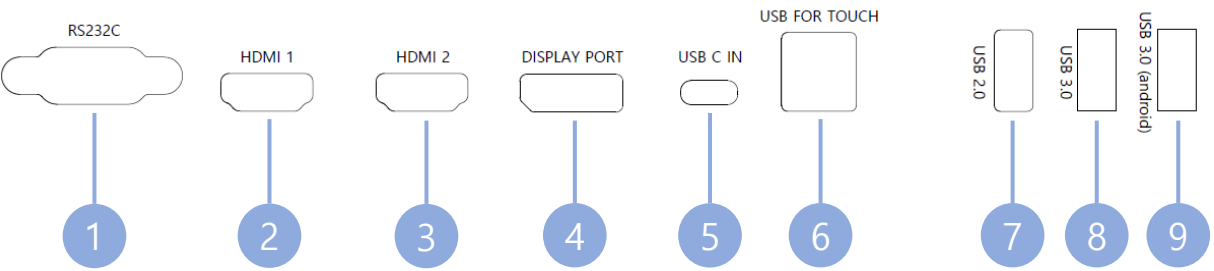 RS232C
HDMI 1
HDMI 2
DISPLAY PORT
USB C IN
USB FOR TOUCH
USB 2.0
USB 3.0
USB 3.0 (android)
1
2
3
4
5
6
7
8
9